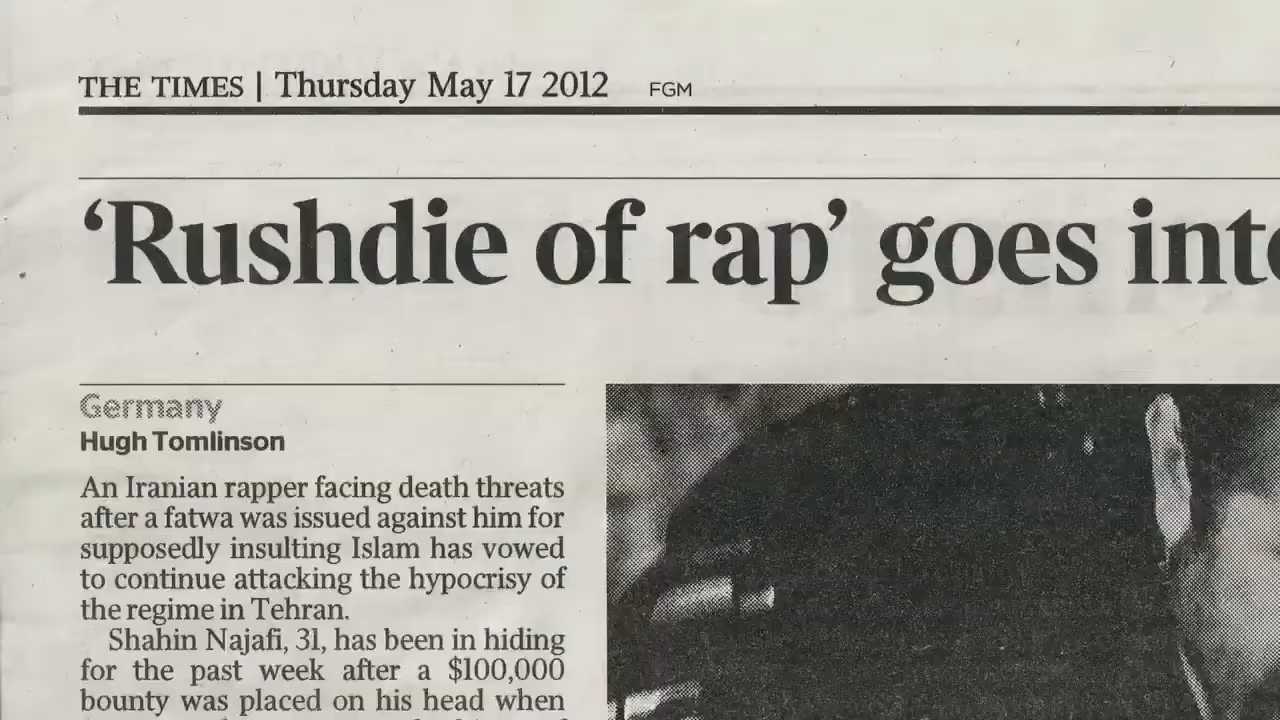 THE TIMES | Thursday May 17 2012 FGM
‘Rushdie of rap’ goes
Germany
Hugh Tomlinson
An Iranian rapper facing death threats
after a fatwa was issued against him for
supposedly insulting Islam has vowed
to continue attacking the hypocrisy of
the regime in Tehran.
Shahin Najafi, 31, has been in hiding
for the past week after a $100,000
bounty was placed on his head when